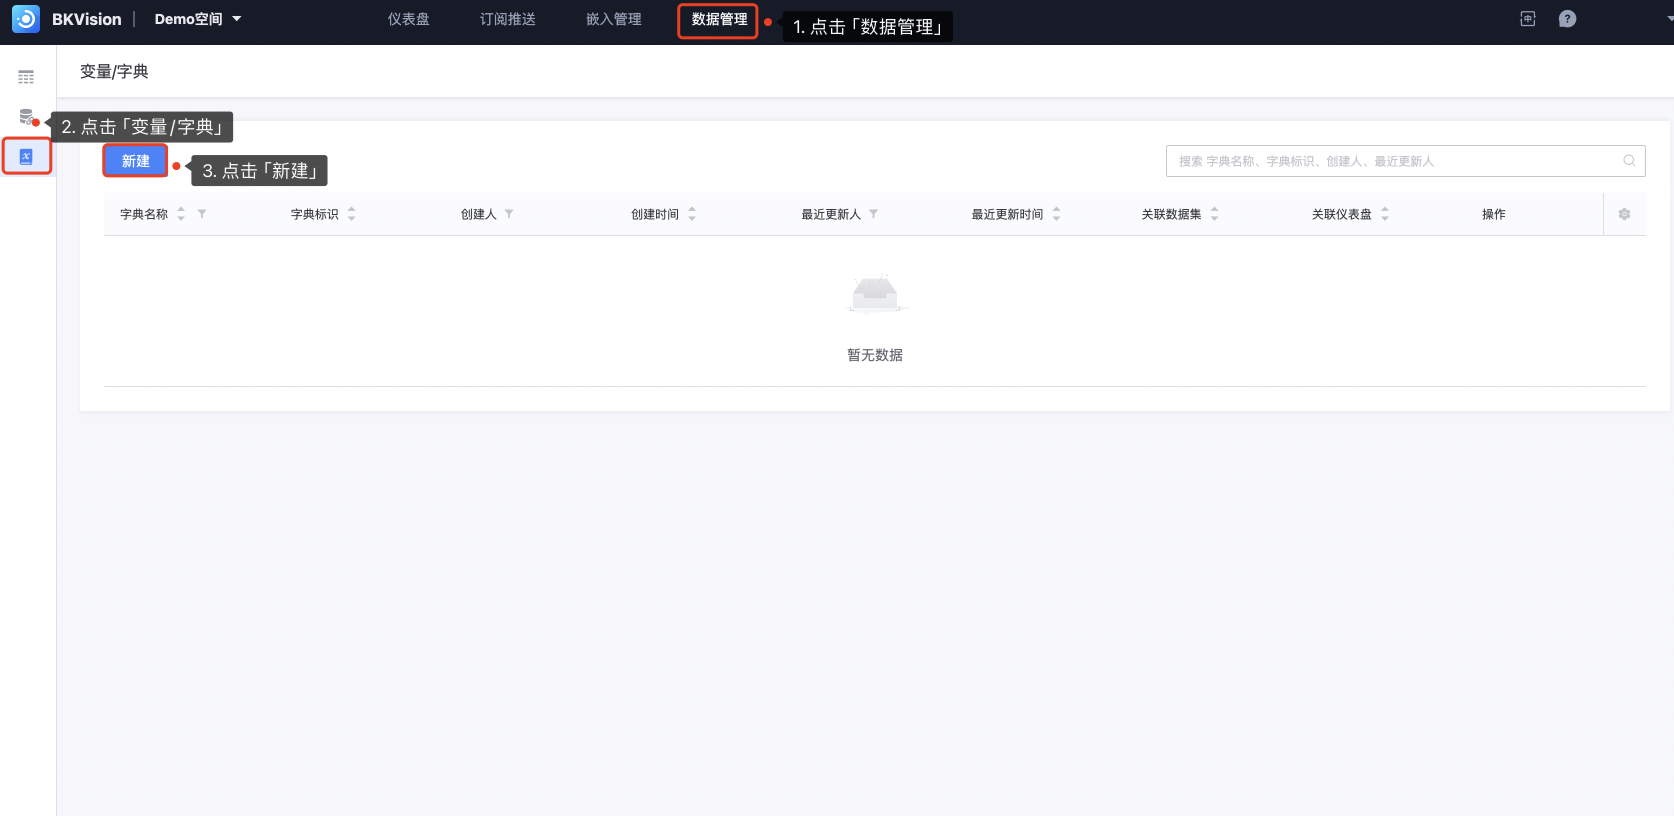 BKVision Demo空间 仪表盘 订阅推送 嵌入管理 数据管理 1. 点击「数据管理」
变量/字典
2. 点击「变量/字典」
新建 3. 点击「新建」 搜索 字典名称、字典标识、创建人、最近更新人
字典名称 字典标识 创建人 创建时间 最近更新人 最近更新时间 关联数据集 关联仪表盘 操作
暂无数据